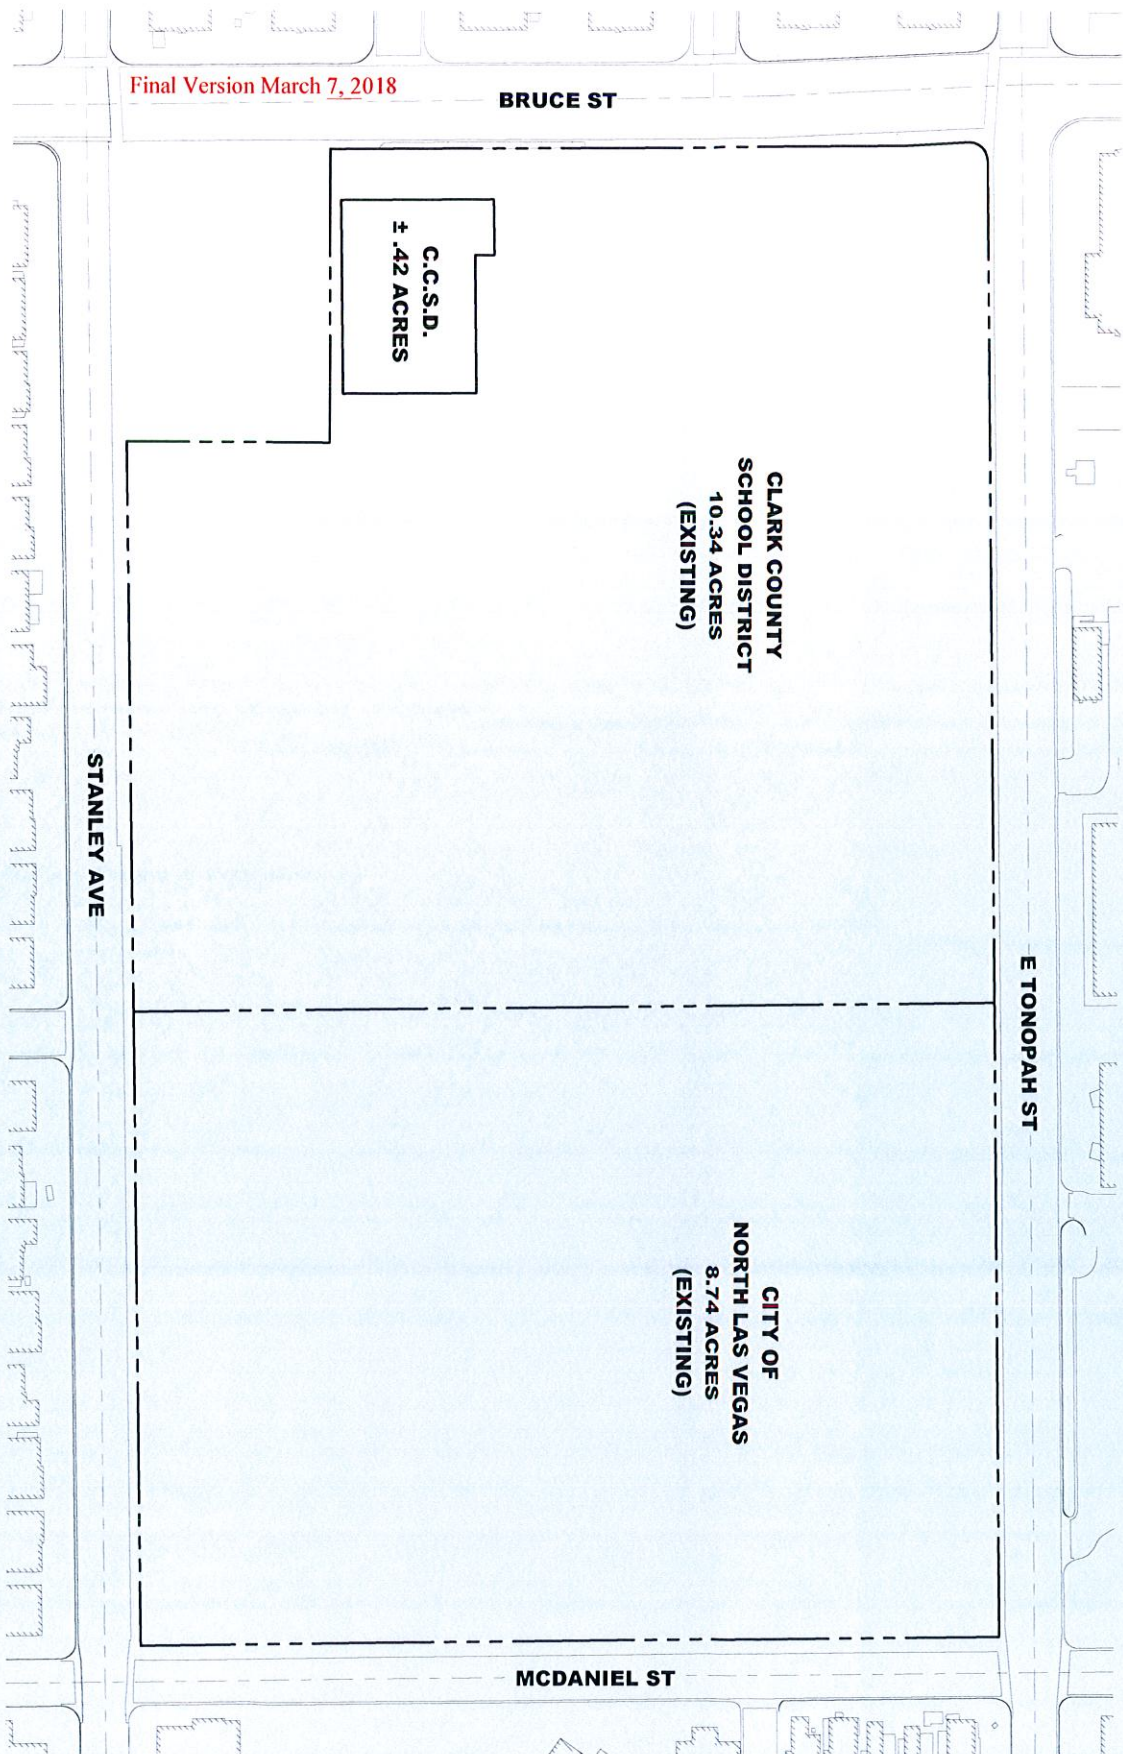 Final Version March 7, 2018
BRUCE ST
C.C.S.D.
± .42 ACRES
CLARK COUNTY
SCHOOL DISTRICT
10.34 ACRES
(EXISTING)
STANLEY AVE
E TONOPAH ST
CITY OF
NORTH LAS VEGAS
8.74 ACRES
(EXISTING)
MCDANIEL ST